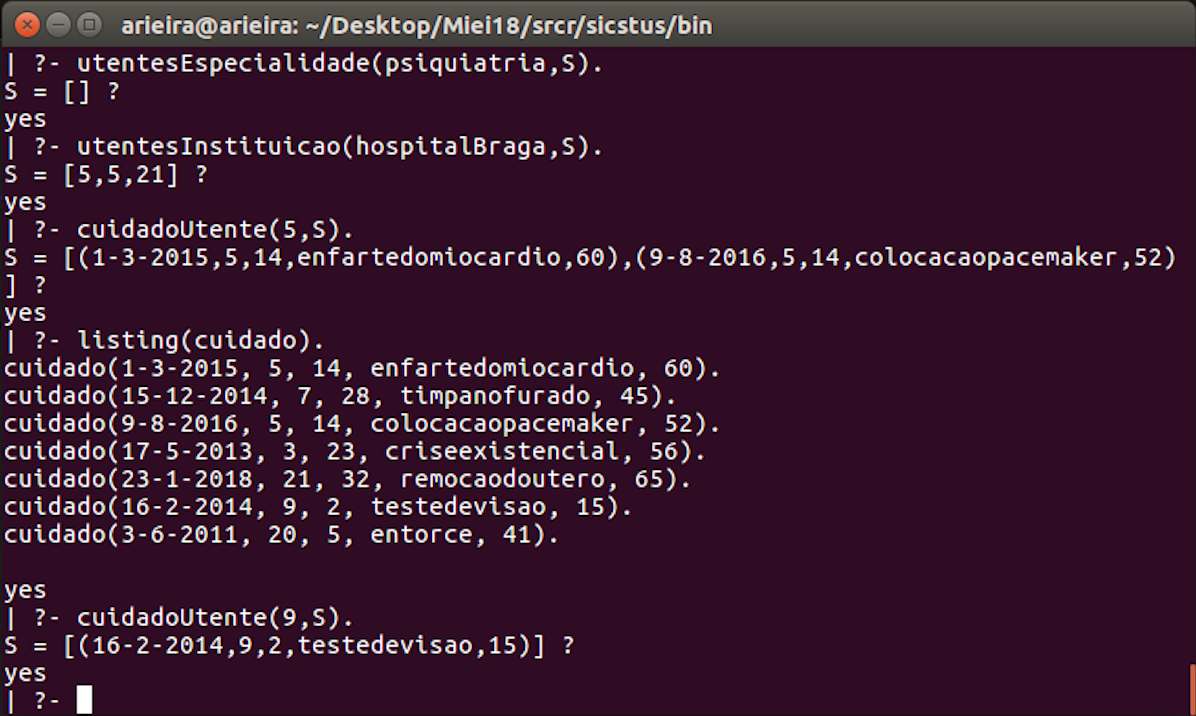 arieira@arieira: ~/Desktop/Miei18/srcr/sicstus/bin
| ?- utentesEspecialidade(psiquiatria,S).
S = [] ?
yes
| ?- utentesInstituicao(hospitalBraga,S).
S = [5,5,21] ?
yes
| ?- cuidadoUtente(5,S).
S = [(1-3-2015,5,14,enfartedomiocardio,60),(9-8-2016,5,14,colocacaopacemaker,52)
] ?
yes
| ?- listing(cuidado).
cuidado(1-3-2015, 5, 14, enfartedomiocardio, 60).
cuidado(15-12-2014, 7, 28, timpanofurado, 45).
cuidado(9-8-2016, 5, 14, colocacaopacemaker, 52).
cuidado(17-5-2013, 3, 23, criseexistencial, 56).
cuidado(23-1-2018, 21, 32, remocaodoutero, 65).
cuidado(16-2-2014, 9, 2, testedevisao, 15).
cuidado(3-6-2011, 20, 5, entorce, 41).
yes
| ?- cuidadoUtente(9,S).
S = [(16-2-2014,9,2,testedevisao,15)] ?
yes
| ?-